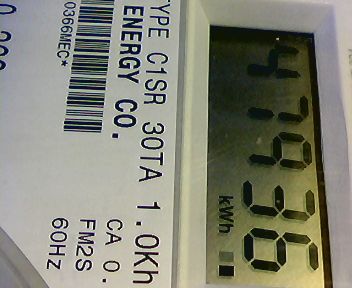 47936
kWh
TYPE C1SR 30TA 1.0Kh
ENERGY CO.
CA 0.
FM2S
60HZ
0366MEC*